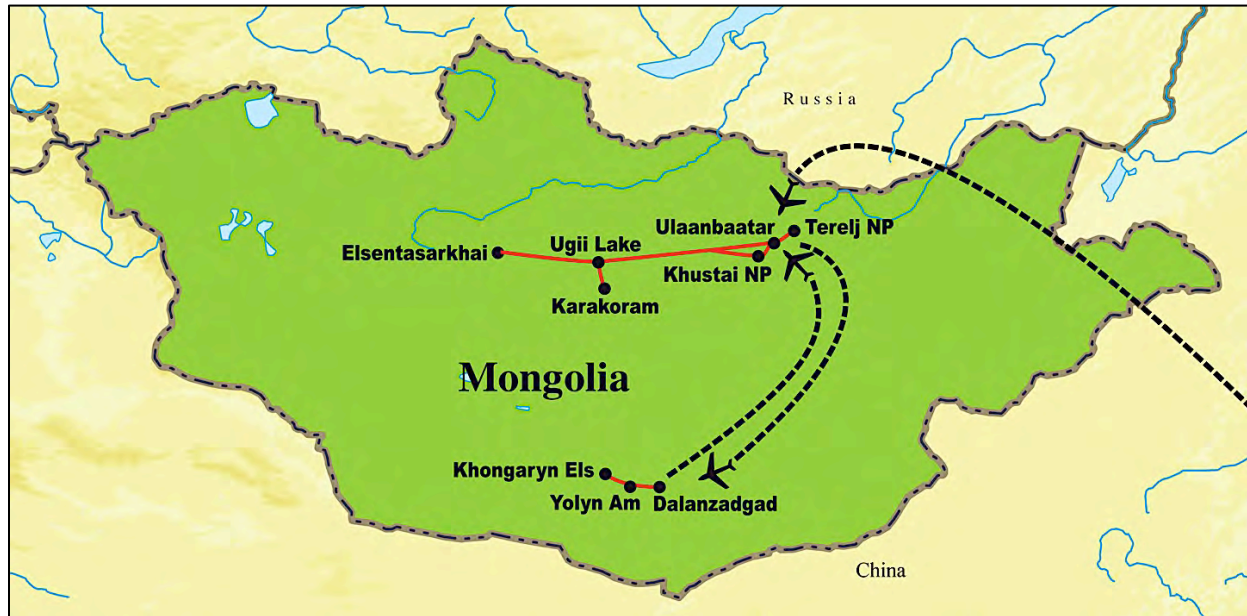 Russia
Ulaanbaatar
Terelj NP
Elsentasarkhai
Ugii Lake
Khustai NP
Karakoram
Mongolia
Khongaryn Els
Yolyn Am
Dalanzadgad
China